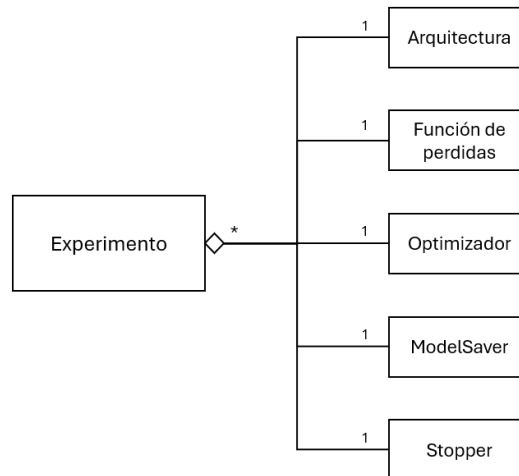 1
Arquitectura
1
Función de
perdidas
Experimento
*
1
Optimizador
1
ModelSaver
1
Stopper